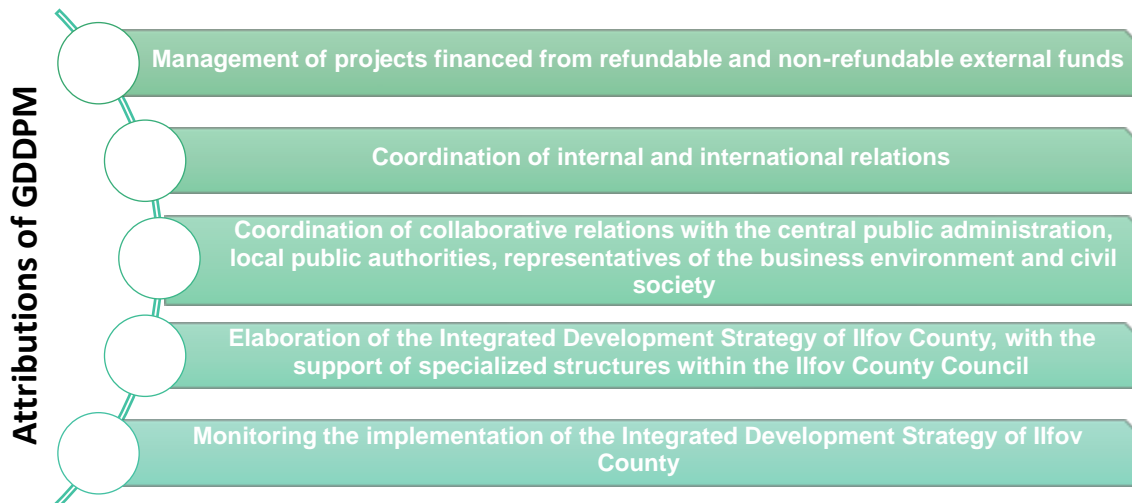 Attributions of GDDPM
Management of projects financed from refundable and non-refundable external funds
Coordination of internal and international relations
Coordination of collaborative relations with the central public administration,
local public authorities, representatives of the business environment and civil
society
Elaboration of the Integrated Development Strategy of Ilfov County, with the
support of specialized structures within the Ilfov County Council
Monitoring the implementation of the Integrated Development Strategy of Ilfov
County